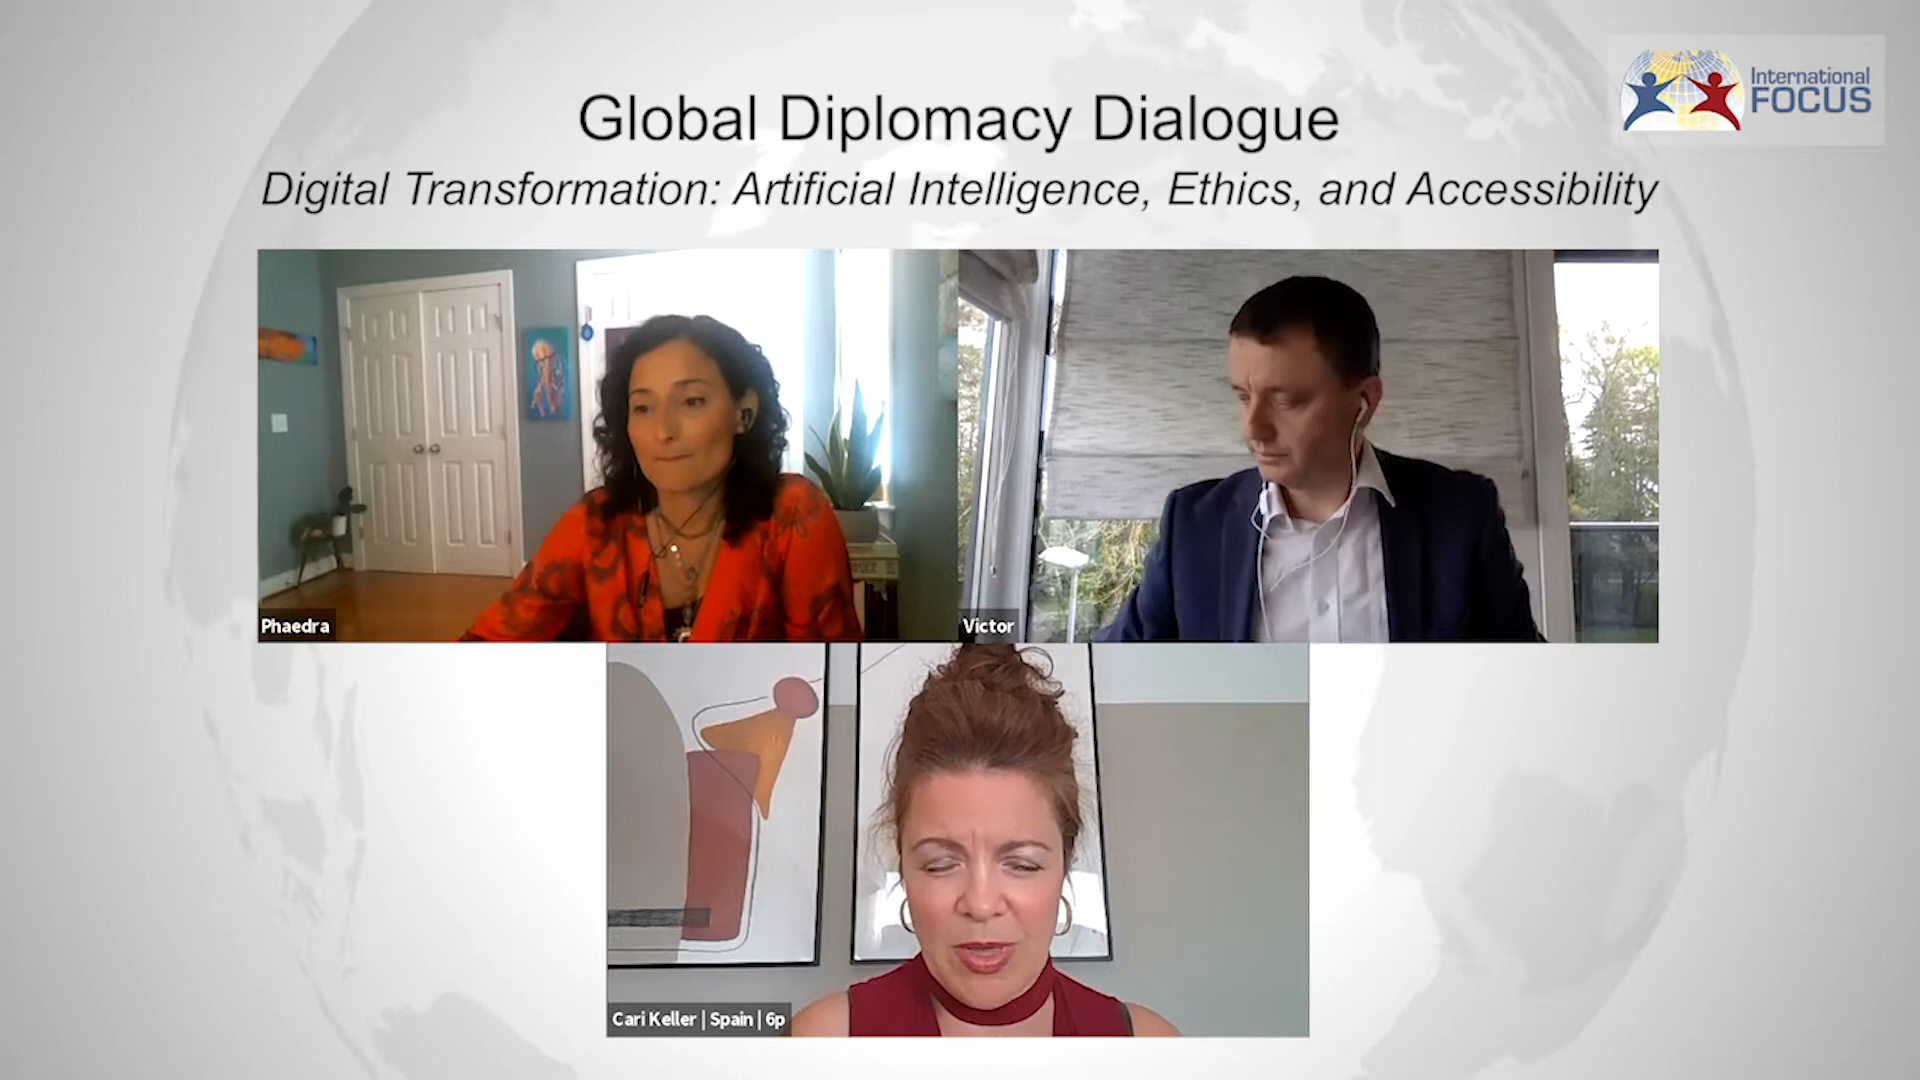 International
FOCUS
Global Diplomacy Dialogue
Digital Transformation: Artificial Intelligence, Ethics, and Accessibility
Phaedra
Victor
Cari Keller | Spain | 6p